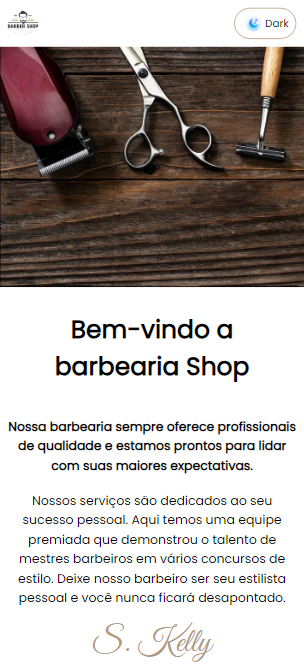 BARBER SHOP
Dark
Bem-vindo a
barbearia Shop
Nossa barbearia sempre oferece profissionais
de qualidade e estamos prontos para lidar
com suas maiores expectativas.
Nossos serviços são dedicados ao seu
sucesso pessoal. Aqui temos uma equipe
premiada que demonstrou o talento de
mestres barbeiros em vários concursos de
estilo. Deixe nosso barbeiro ser seu estilista
pessoal e você nunca ficará desapontado.
S. Kelly